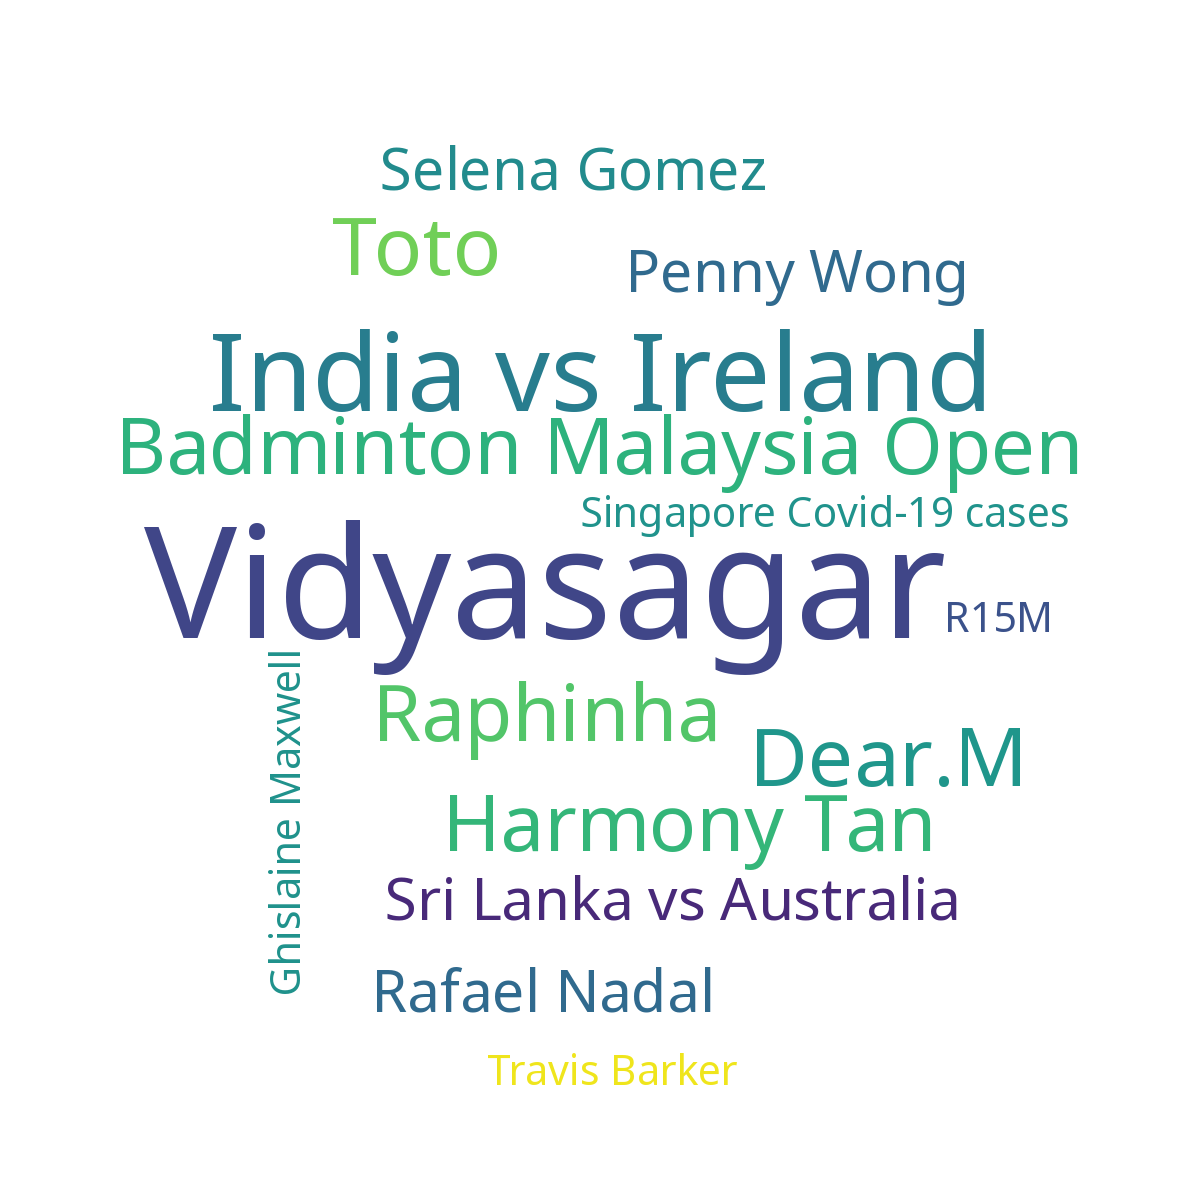 Selena Gomez
Toto
Penny Wong
India vs Ireland
Badminton Malaysia Open
Singapore Covid-19 cases
Vidyasagar
R15M
Ghislaine Maxwell
Raphinha
Dear.M
Harmony Tan
Sri Lanka vs Australia
Rafael Nadal
Travis Barker